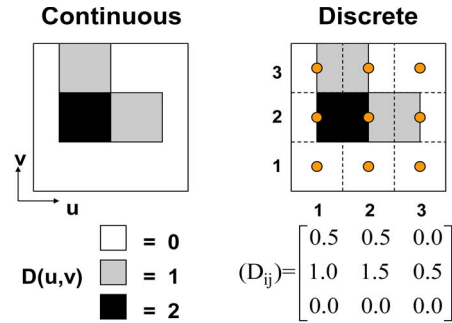 Continuous
Discrete
v
u
3
2
1
1 2 3
D(u,v)
= 0
= 1
= 2
(Dij)=
0.5 0.5 0.0
1.0 1.5 0.5
0.0 0.0 0.0